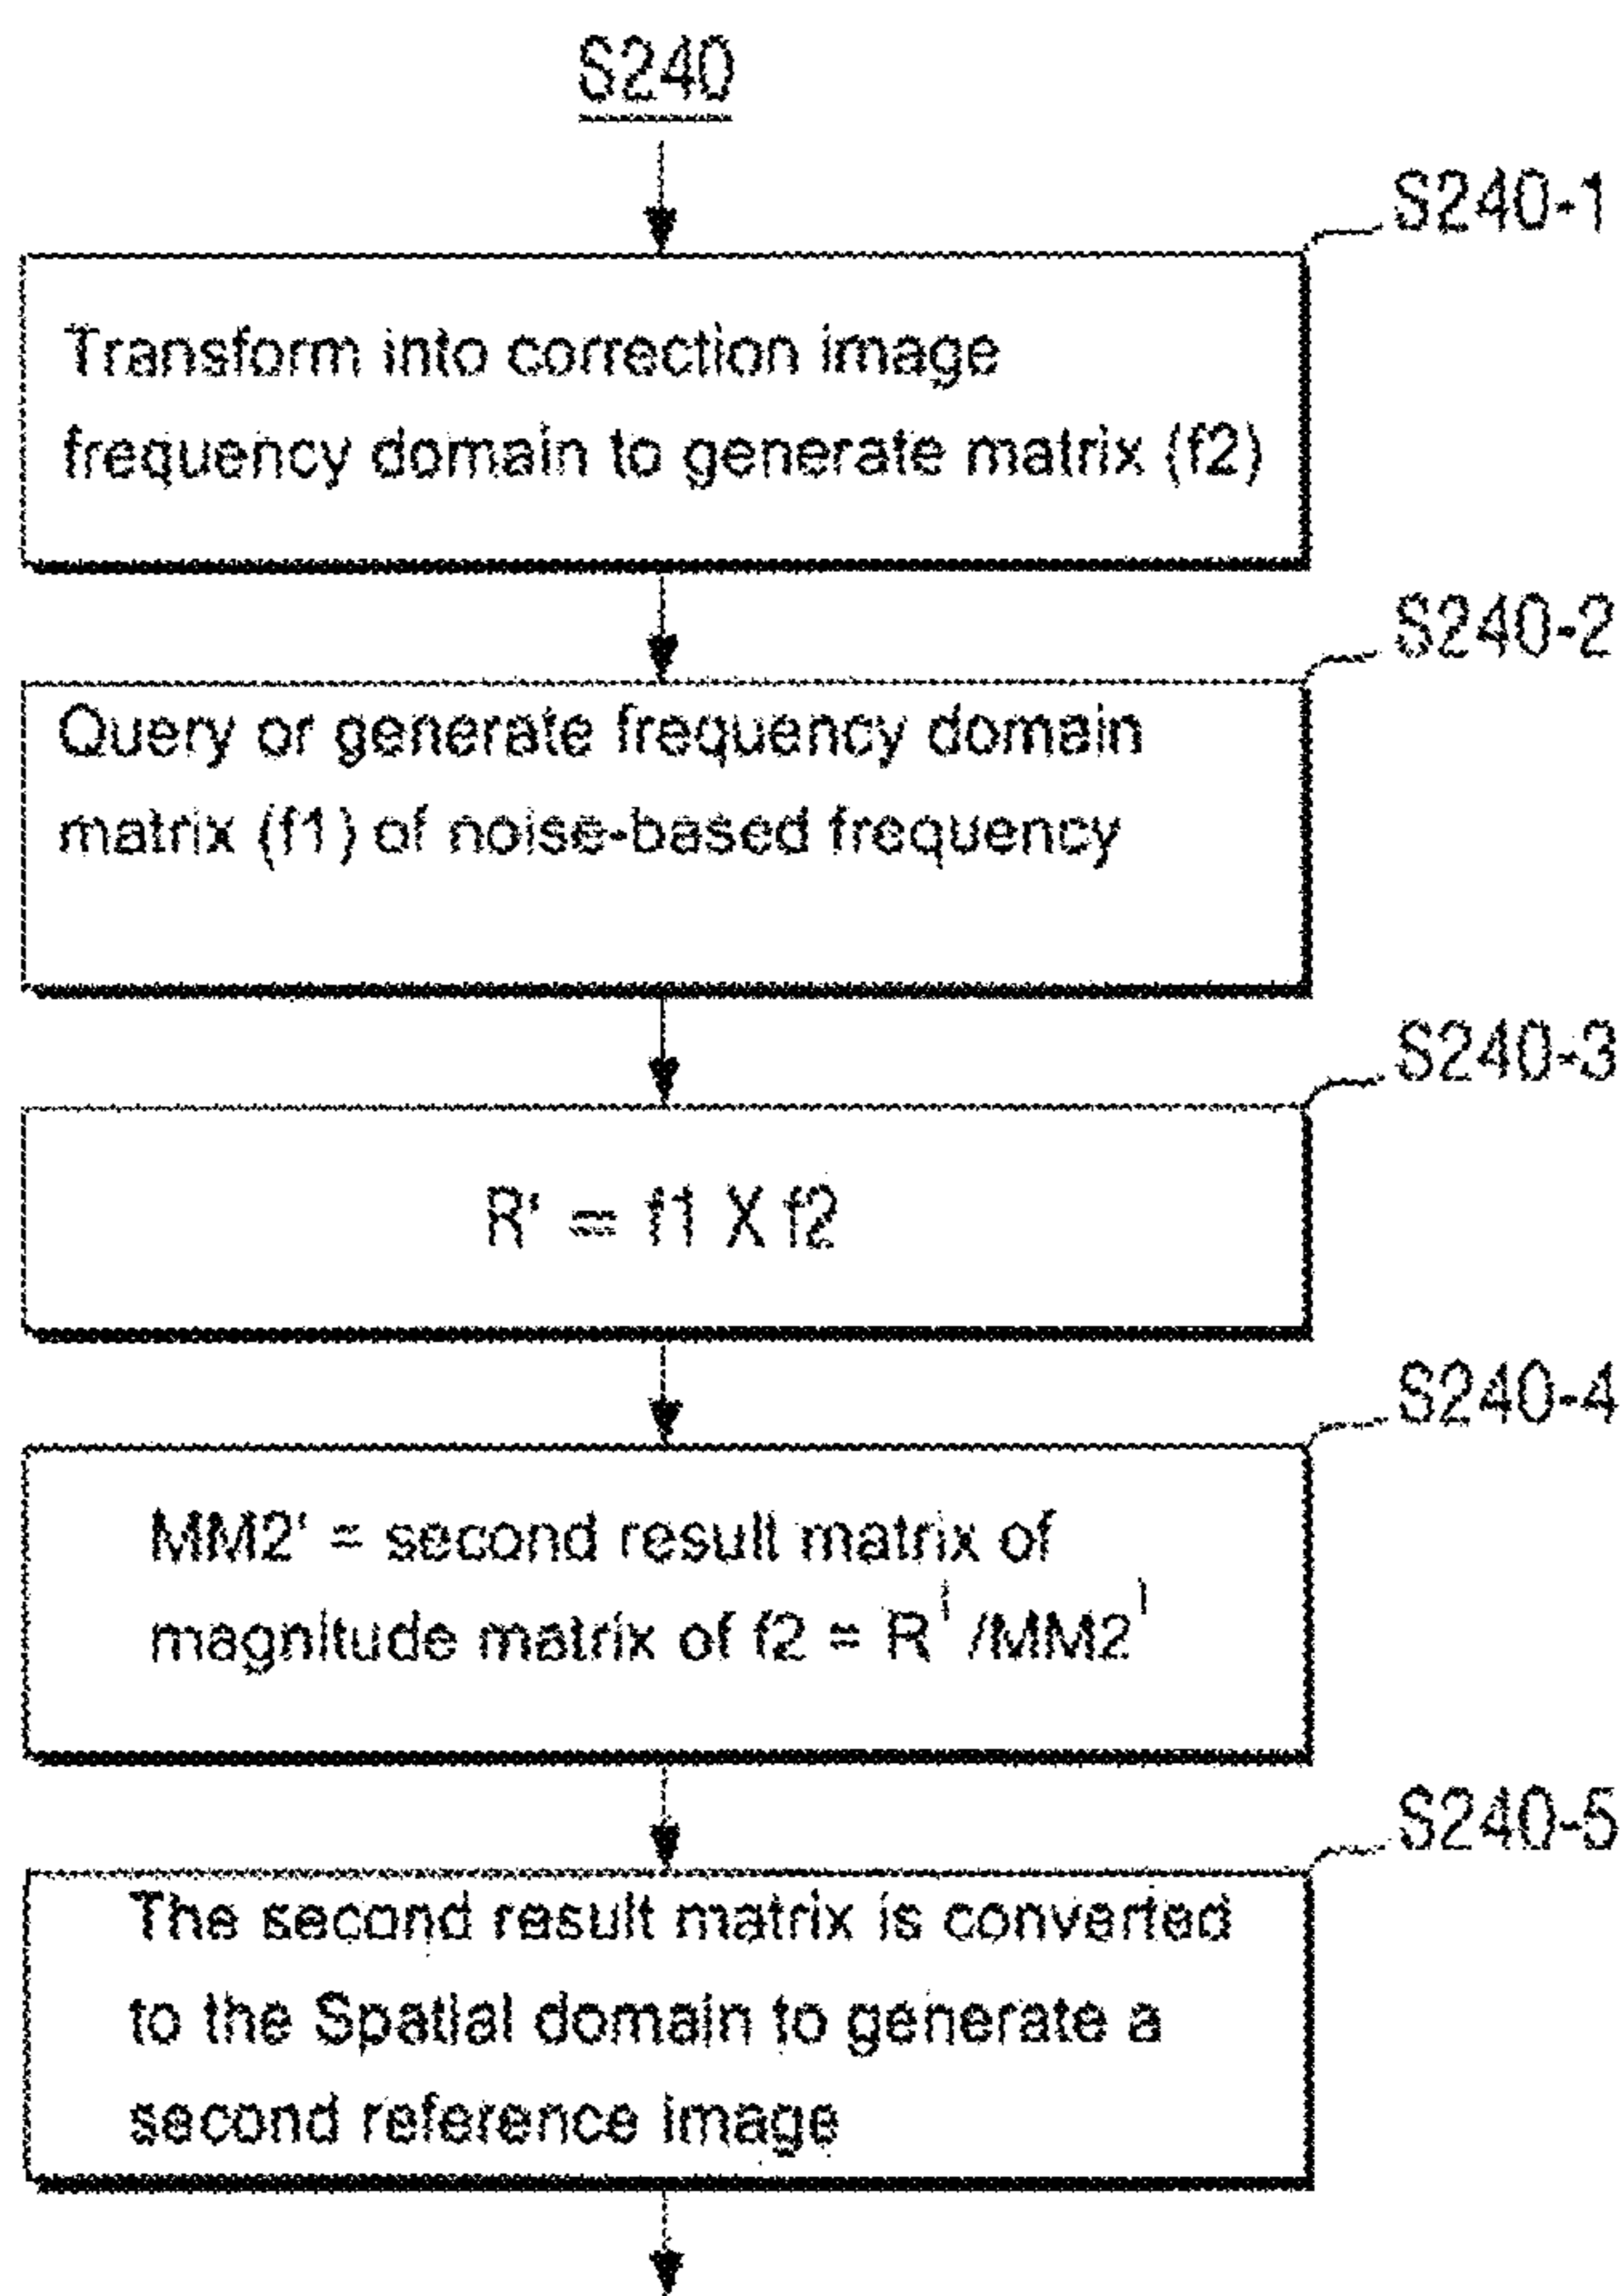 S240
S240-1
Transform into correction image
frequency domain to generate matrix (f2)
S240-2
Query or generate frequency domain
matrix (f1) of noise-based frequency
S240-3
R' = f1 X f2
S240-4
MM2' = second result matrix of
magnitude matrix of f2 = R' /MM2'
S240-5
The second result matrix is converted
to the Spatial domain to generate a
second reference image